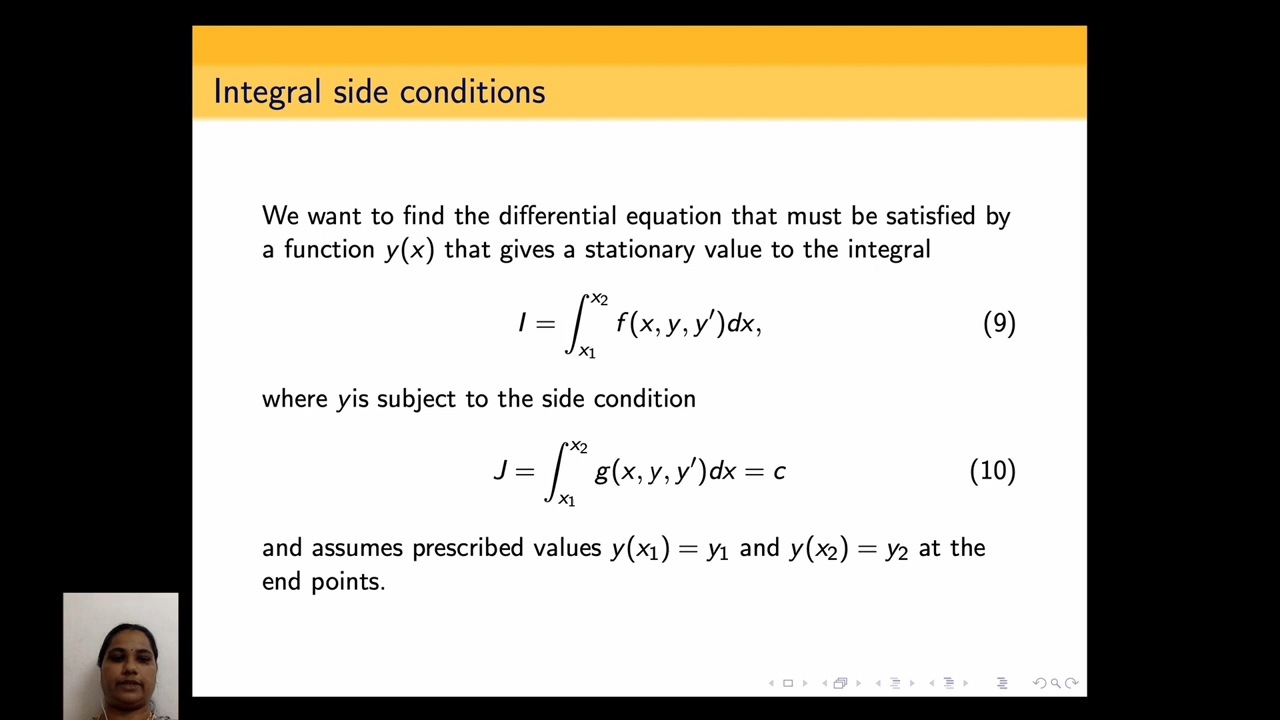 Integral side conditions
We want to find the differential equation that must be satisfied by
a function y(x) that gives a stationary value to the integral
I = ∫_{x₁}^{x₂} f(x, y, y′)dx, (9)
where yis subject to the side condition
J = ∫_{x₁}^{x₂} g(x, y, y′)dx = c (10)
and assumes prescribed values y(x₁) = y₁ and y(x₂) = y₂ at the
end points.